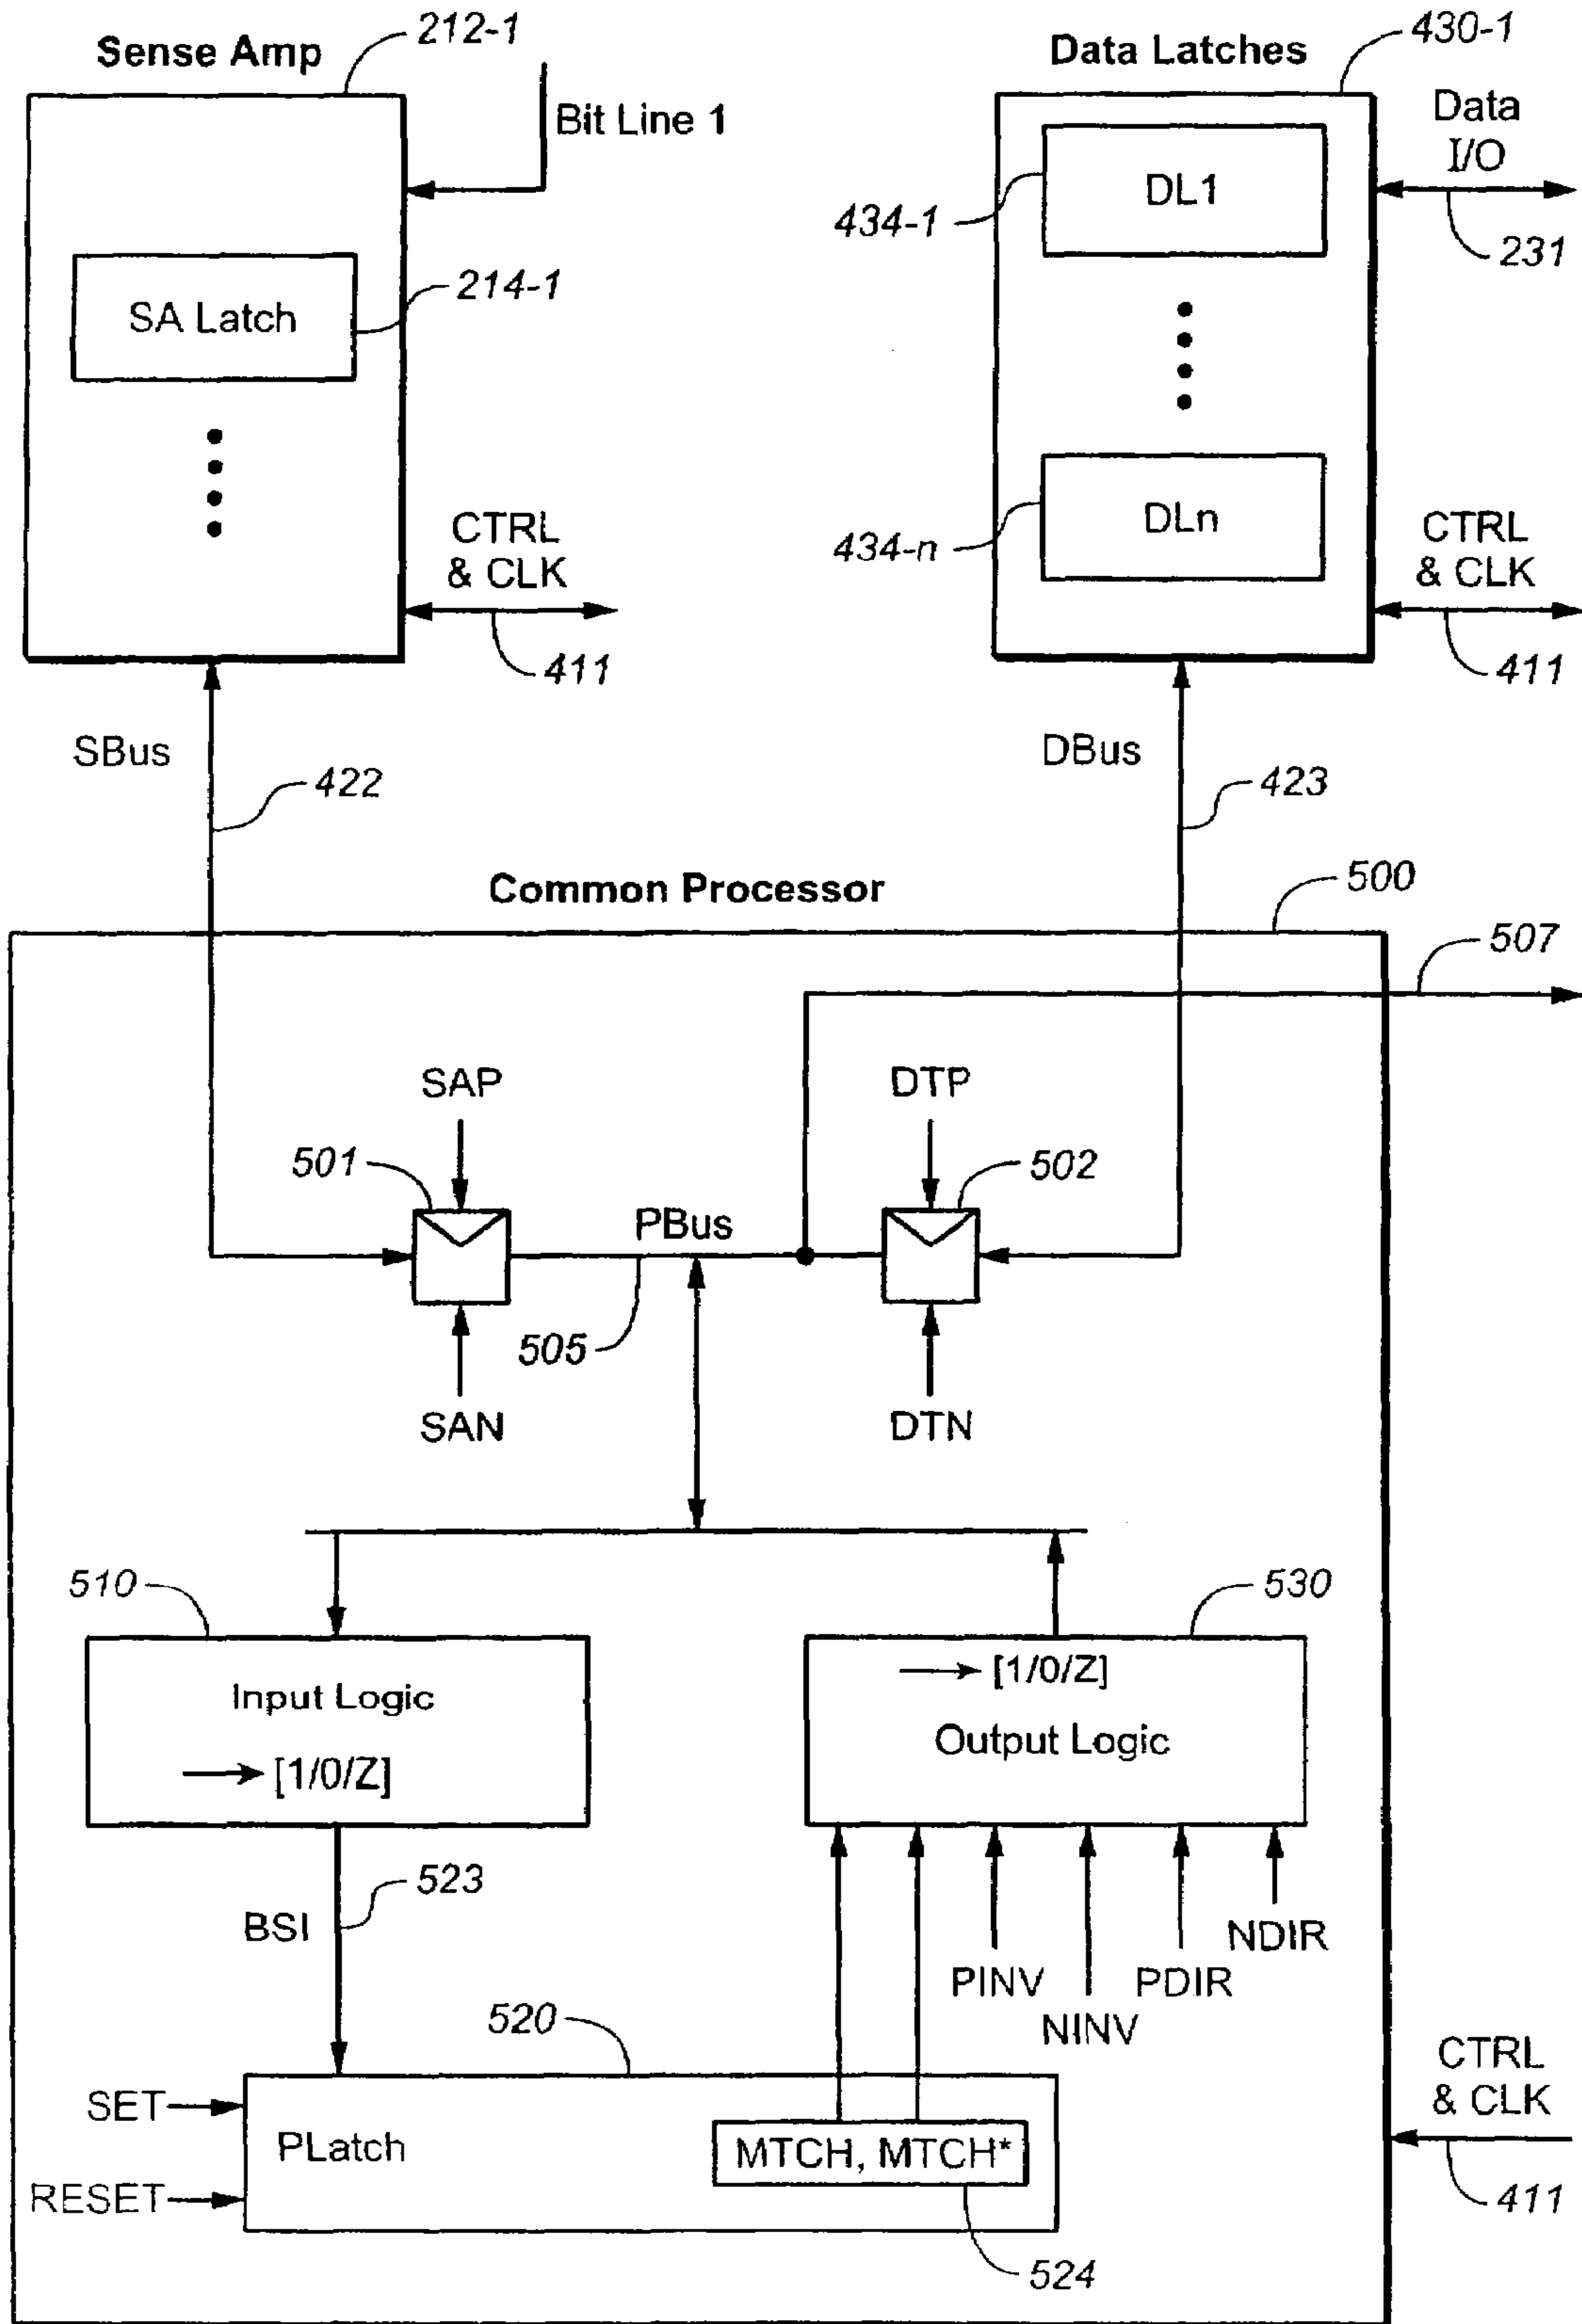 Sense Amp
212-1
Bit Line 1
SA Latch
214-1
CTRL
& CLK
411
Data Latches
430-1
Data
I/O
231
DL1
434-1
DLn
434-n
CTRL
& CLK
411
SBus
422
DBus
423
Common Processor
500
507
SAP
DTP
501
502
PBus
505
SAN
DTN
510
530
Input Logic
[1/0/Z]
[1/0/Z]
Output Logic
523
BSI
PINV
NINV
PDIR
NDIR
520
SET
PLatch
RESET
MTCH, MTCH*
524
CTRL
& CLK
411